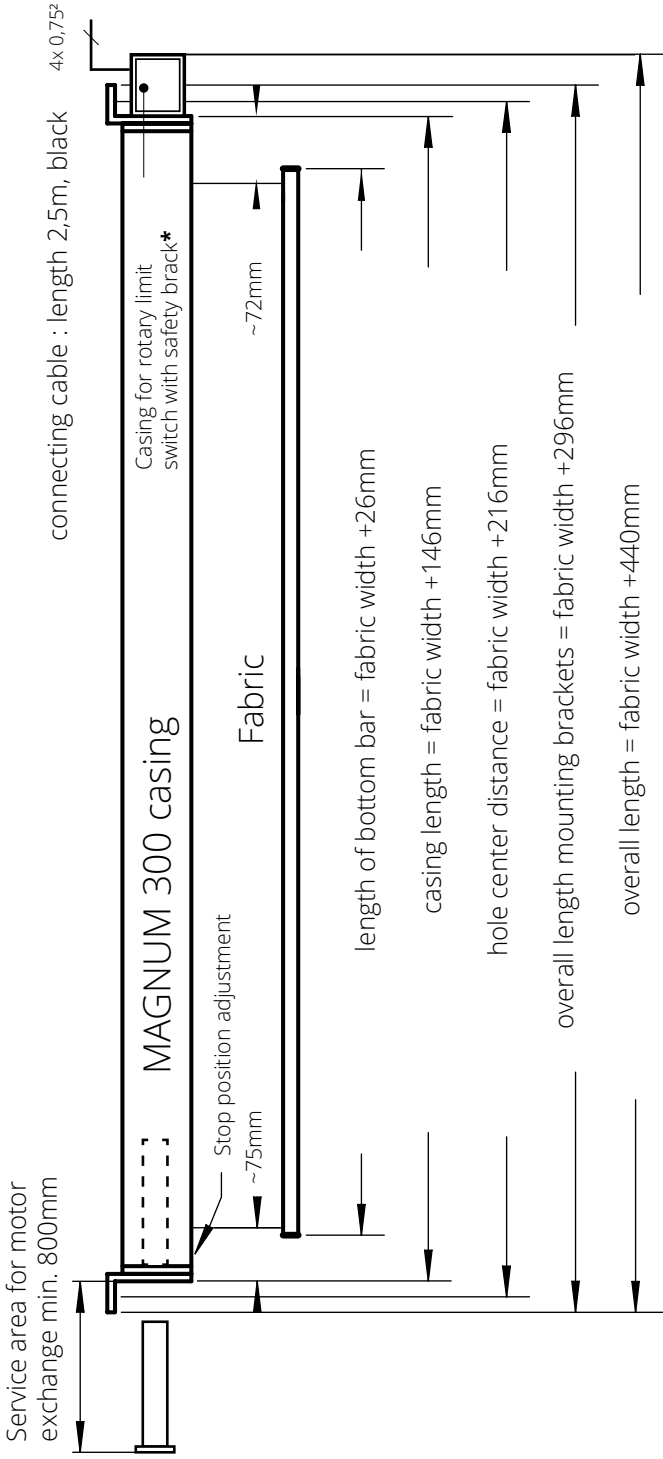 Service area for motor
exchange min. 800mm
connecting cable : length 2,5m, black
4x 0,75²
MAGNUM 300 casing
Casing for rotary limit
switch with safety brack*
Stop position adjustment
~75mm
Fabric
~72mm
length of bottom bar = fabric width +26mm
casing length = fabric width +146mm
hole center distance = fabric width +216mm
overall length mounting brackets = fabric width +296mm
overall length = fabric width +440mm